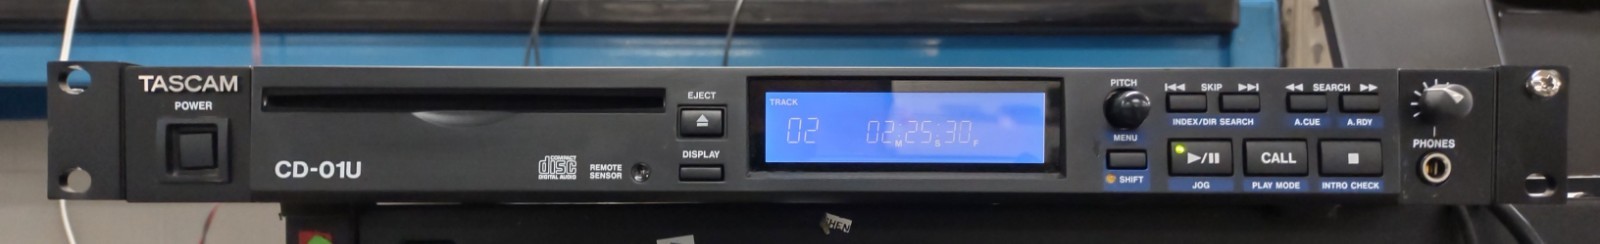 TASCAM
POWER
CD-01U
COMPACT
disc
DIGITAL AUDIO
REMOTE
SENSOR
EJECT
DISPLAY
TRACK
02 02M25S30F
PITCH
MENU
SHIFT
SKIP
INDEX/DIR SEARCH
SEARCH
A.CUE A.RDY
CALL
JOG PLAY MODE INTRO CHECK
PHONES
HEN